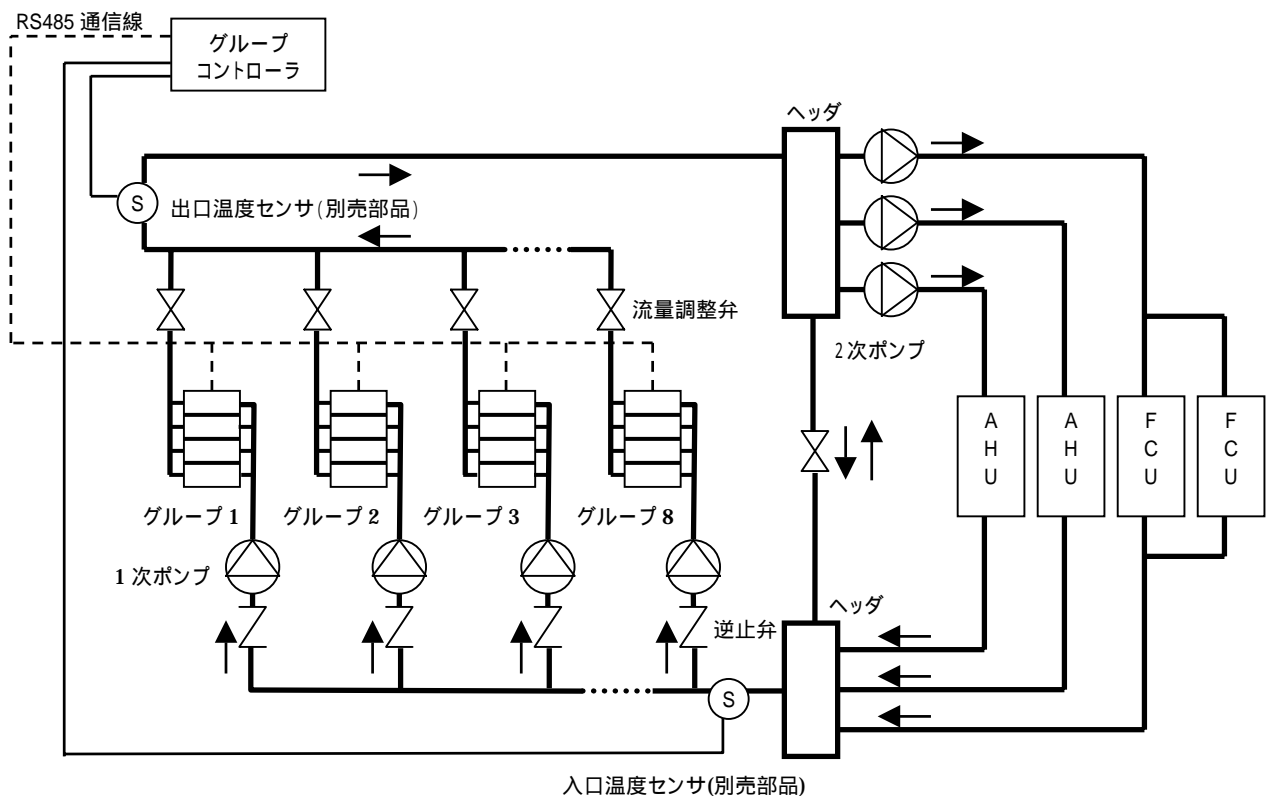 RS485 通信線
グループ
コントローラ
ヘッダ
S
出口温度センサ(別売部品)
流量調整弁
2次ポンプ
A
H
U
A
H
U
F
C
U
F
C
U
グループ 1
グループ 2
グループ 3
グループ 8
1 次ポンプ
ヘッダ
逆止弁
S
入口温度センサ(別売部品)